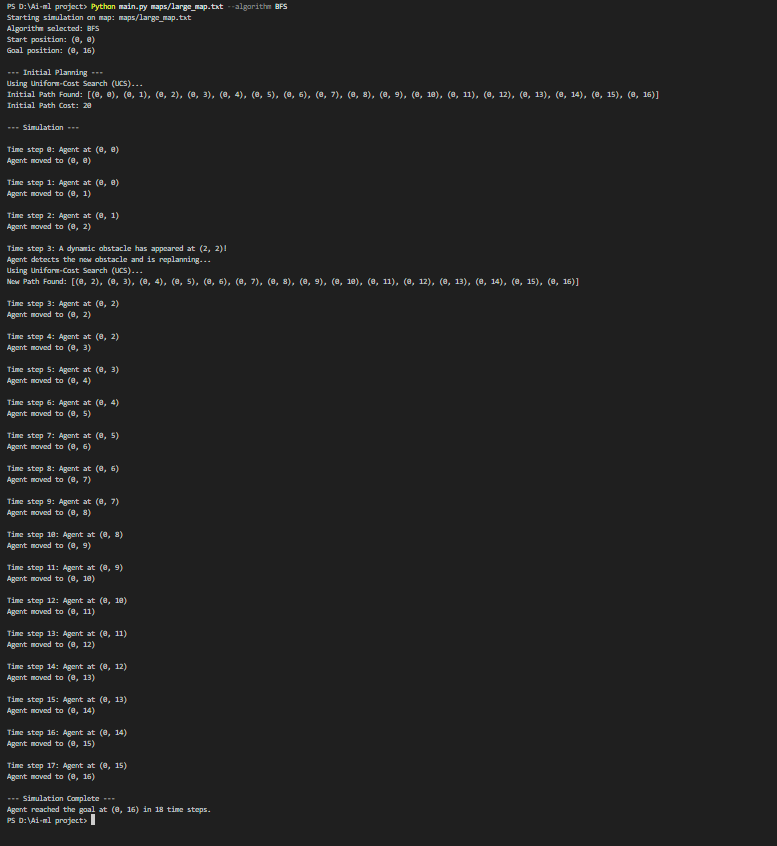 PS D:\Ai-ml project> Python main.py maps/large_map.txt --algorithm BFS
Starting simulation on map: maps/large_map.txt
Algorithm selected: BFS
Start position: (0, 0)
Goal position: (0, 16)
--- Initial Planning ---
Using Uniform-Cost Search (UCS)...
Initial Path Found: [(0, 0), (0, 1), (0, 2), (0, 3), (0, 4), (0, 5), (0, 6), (0, 7), (0, 8), (0, 9), (0, 10), (0, 11), (0, 12), (0, 13), (0, 14), (0, 15), (0, 16)]
Initial Path Cost: 20
--- Simulation ---
Time step 0: Agent at (0, 0)
Agent moved to (0, 0)
Time step 1: Agent at (0, 0)
Agent moved to (0, 1)
Time step 2: Agent at (0, 1)
Agent moved to (0, 2)
Time step 3: A dynamic obstacle has appeared at (2, 2)!
Agent detects the new obstacle and is replanning...
Using Uniform-Cost Search (UCS)...
New Path Found: [(0, 2), (0, 3), (0, 4), (0, 5), (0, 6), (0, 7), (0, 8), (0, 9), (0, 10), (0, 11), (0, 12), (0, 13), (0, 14), (0, 15), (0, 16)]
Time step 3: Agent at (0, 2)
Agent moved to (0, 2)
Time step 4: Agent at (0, 2)
Agent moved to (0, 3)
Time step 5: Agent at (0, 3)
Agent moved to (0, 4)
Time step 6: Agent at (0, 4)
Agent moved to (0, 5)
Time step 7: Agent at (0, 5)
Agent moved to (0, 6)
Time step 8: Agent at (0, 6)
Agent moved to (0, 7)
Time step 9: Agent at (0, 7)
Agent moved to (0, 8)
Time step 10: Agent at (0, 8)
Agent moved to (0, 9)
Time step 11: Agent at (0, 9)
Agent moved to (0, 10)
Time step 12: Agent at (0, 10)
Agent moved to (0, 11)
Time step 13: Agent at (0, 11)
Agent moved to (0, 12)
Time step 14: Agent at (0, 12)
Agent moved to (0, 13)
Time step 15: Agent at (0, 13)
Agent moved to (0, 14)
Time step 16: Agent at (0, 14)
Agent moved to (0, 15)
Time step 17: Agent at (0, 15)
Agent moved to (0, 16)
--- Simulation Complete ---
Agent reached the goal at (0, 16) in 18 time steps.
PS D:\Ai-ml project>